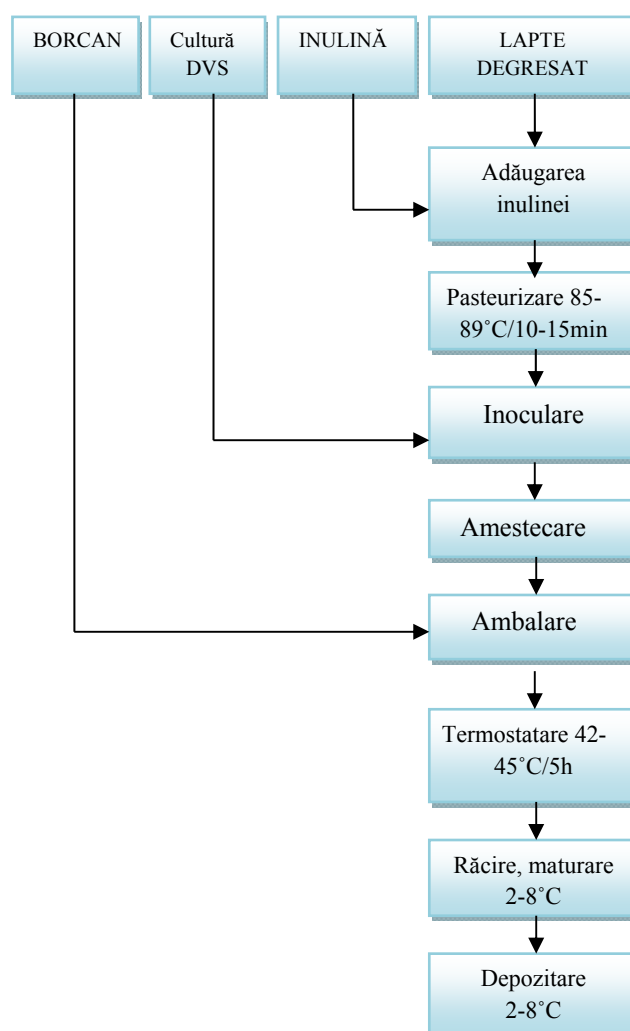 BORCAN
Cultură
DVS
INULINĂ
LAPTE
DEGRESAT
Adăugarea
inulinei
Pasteurizare 85-
89˚C/10-15min
Inoculare
Amestecare
Ambalare
Termostatare 42-
45˚C/5h
Răcire, maturare
2-8˚C
Depozitare
2-8˚C